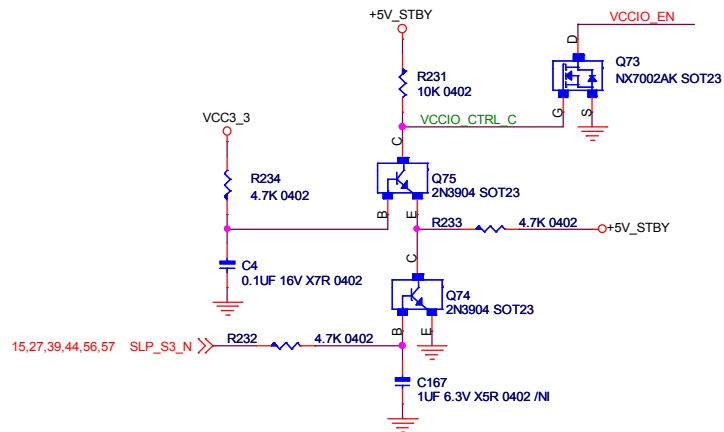 +5V_STBY
VCCIO_EN
D
Q73
NX7002AK SOT23
R231
10K 0402
G
S
VCC3_3
VCCIO_CTRL_C
C
R234
4.7K 0402
Q75
2N3904 SOT23
B
E
R233
4.7K 0402
+5V_STBY
C
C4
0.1UF 16V X7R 0402
Q74
2N3904 SOT23
B
E
15,27,39,44,56,57 SLP_S3_N
R232
4.7K 0402
C167
1UF 6.3V X5R 0402 /NI